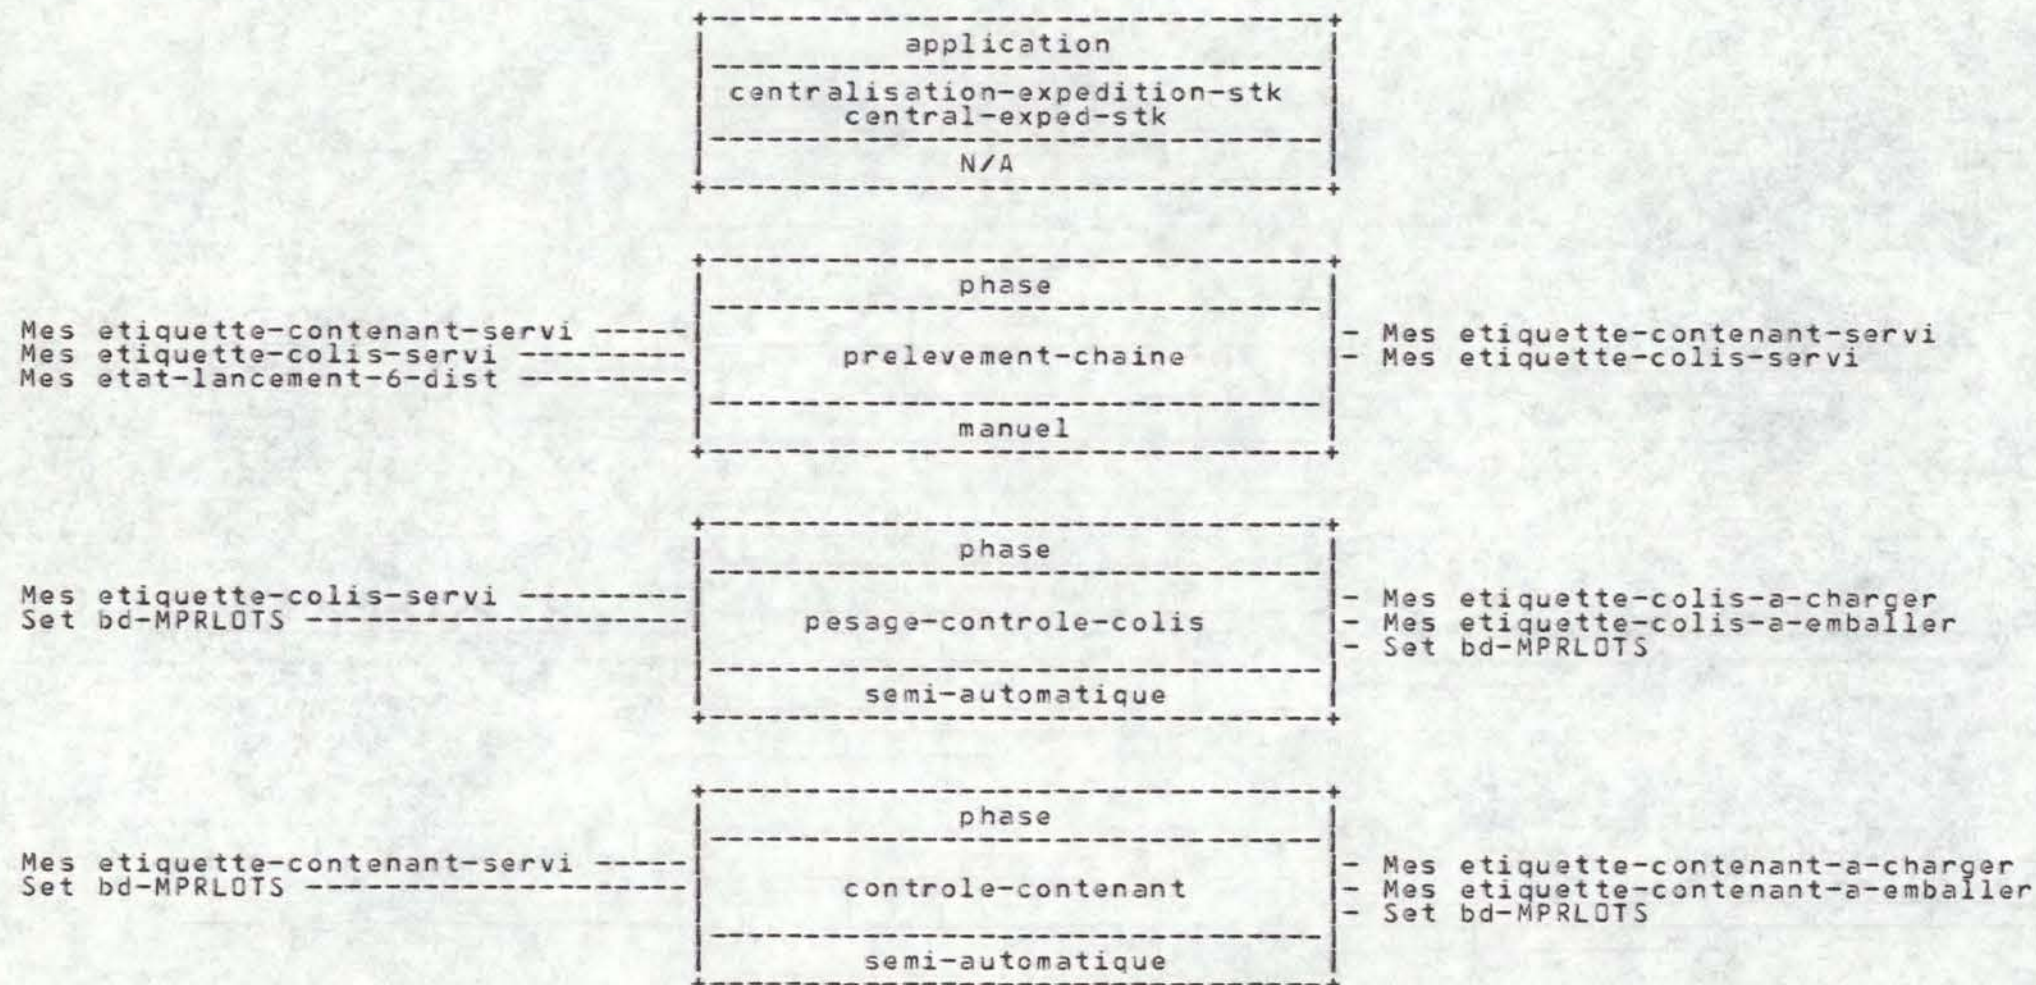 application
centralisation-expedition-stk
central-exped-stk
N/A
phase
Mes etiquette-contenant-servi ----- - Mes etiquette-contenant-servi
Mes etiquette-colis-servi --------- prelevement-chaine - Mes etiquette-colis-servi
Mes etat-lancement-6-dist ---------
manuel
phase
Mes etiquette-colis-servi --------- - Mes etiquette-colis-a-charger
Set bd-MPRLOTS -------------------- pesage-controle-colis - Mes etiquette-colis-a-emballer
- Set bd-MPRLOTS
semi-automatique
phase
Mes etiquette-contenant-servi ----- - Mes etiquette-contenant-a-charger
Set bd-MPRLOTS -------------------- controle-contenant - Mes etiquette-contenant-a-emballer
- Set bd-MPRLOTS
semi-automatique